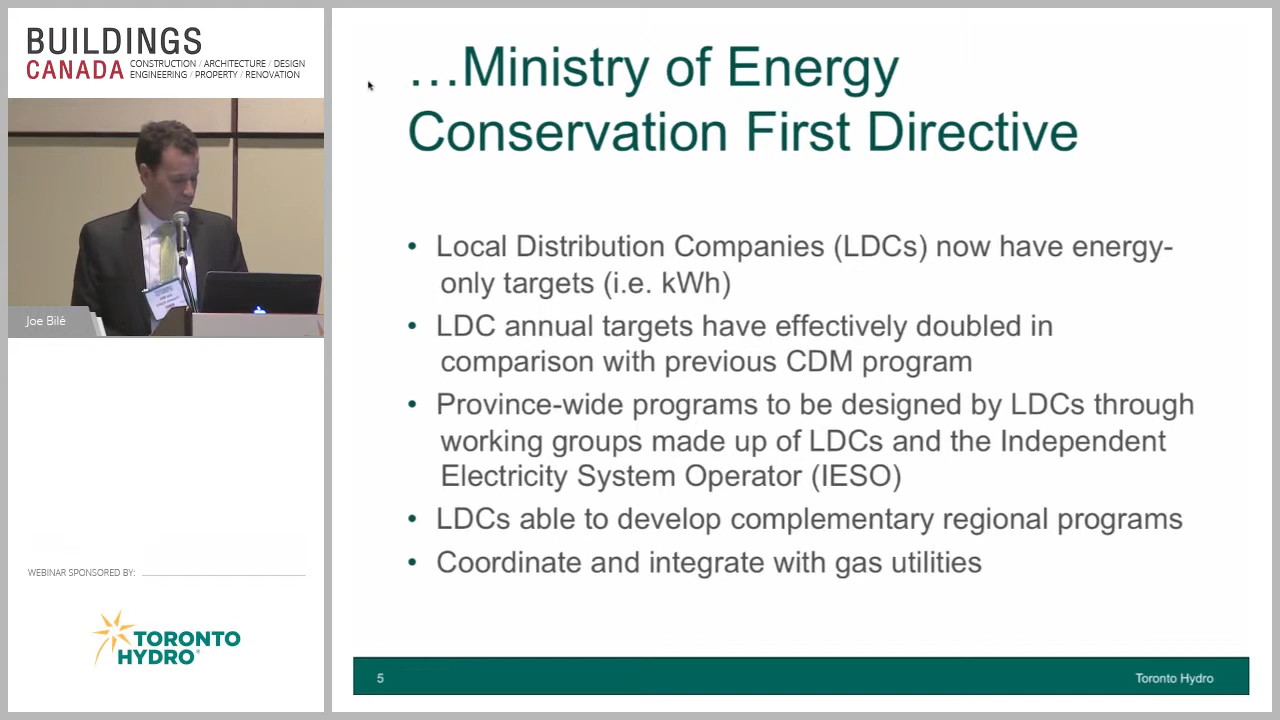 BUILDINGS
CANADA CONSTRUCTION / ARCHITECTURE / DESIGN
ENGINEERING / PROPERTY / RENOVATION
Joe Bilé
WEBINAR SPONSORED BY:
TORONTO
HYDRO®
…Ministry of Energy
Conservation First Directive
• Local Distribution Companies (LDCs) now have energy-
only targets (i.e. kWh)
• LDC annual targets have effectively doubled in
comparison with previous CDM program
• Province-wide programs to be designed by LDCs through
working groups made up of LDCs and the Independent
Electricity System Operator (IESO)
• LDCs able to develop complementary regional programs
• Coordinate and integrate with gas utilities
5
Toronto Hydro